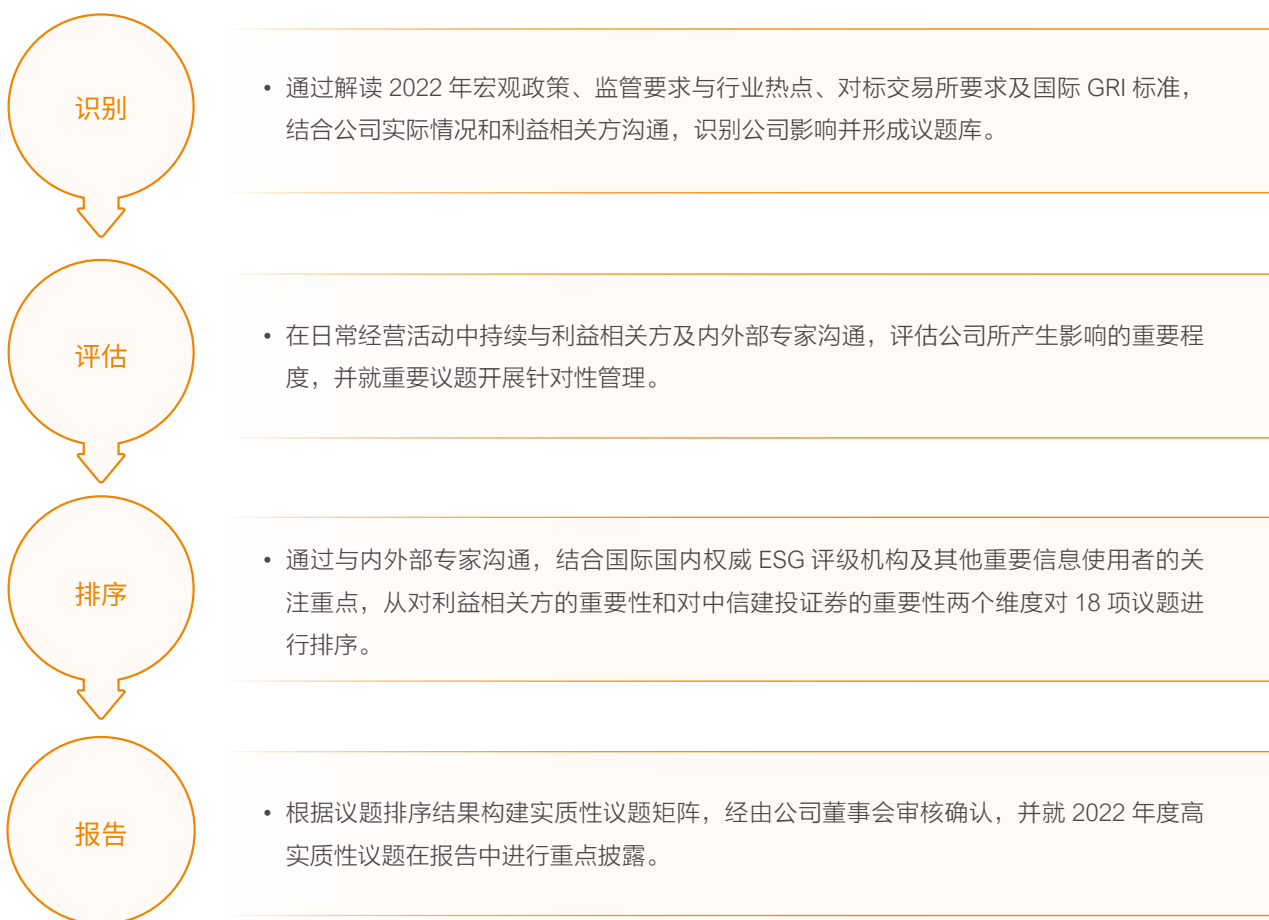 识别
• 通过解读 2022 年宏观政策、监管要求与行业热点、对标交易所要求及国际 GRI 标准，
结合公司实际情况和利益相关方沟通，识别公司影响并形成议题库。
评估
• 在日常经营活动中持续与利益相关方及内外部专家沟通，评估公司所产生影响的重要程
度，并就重要议题开展针对性管理。
排序
• 通过与内外部专家沟通，结合国际国内权威 ESG 评级机构及其他重要信息使用者的关
注重点，从对利益相关方的重要性和对中信建投证券的重要性两个维度对 18 项议题进
行排序。
报告
• 根据议题排序结果构建实质性议题矩阵，经由公司董事会审核确认，并就 2022 年度高
实质性议题在报告中进行重点披露。